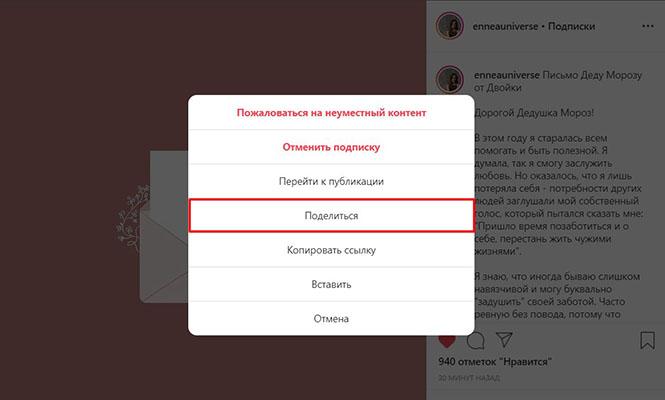 enneauniverse • Подписки
enneauniverse Письмо Деду Морозу
от Двойки
Дорогой Дедушка Мороз!
В этом году я старалась всем
помогать и быть полезной. Я
думала, так я смогу заслужить
любовь. Но оказалось, что я лишь
потеряла себя - потребности других
людей заглушали мой собственный
голос, который пытался сказать мне:
"Пришло время позаботиться и о
себе, перестань жить чужими
жизнями".
Я знаю, что иногда бываю слишком
навязчивой и могу буквально
"задушить" своей заботой. Часто
ревную без повода, потому что
940 отметок "Нравится"
30 МИНУТ НАЗАД
Пожаловаться на неуместный контент
Отменить подписку
Перейти к публикации
Поделиться
Копировать ссылку
Вставить
Отмена